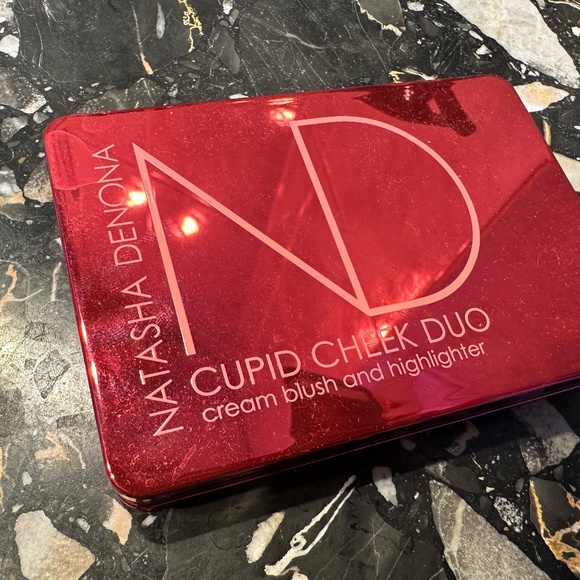 NATASHA DENONA
ND
CUPID CHEEK DUO
cream blush and highlighter